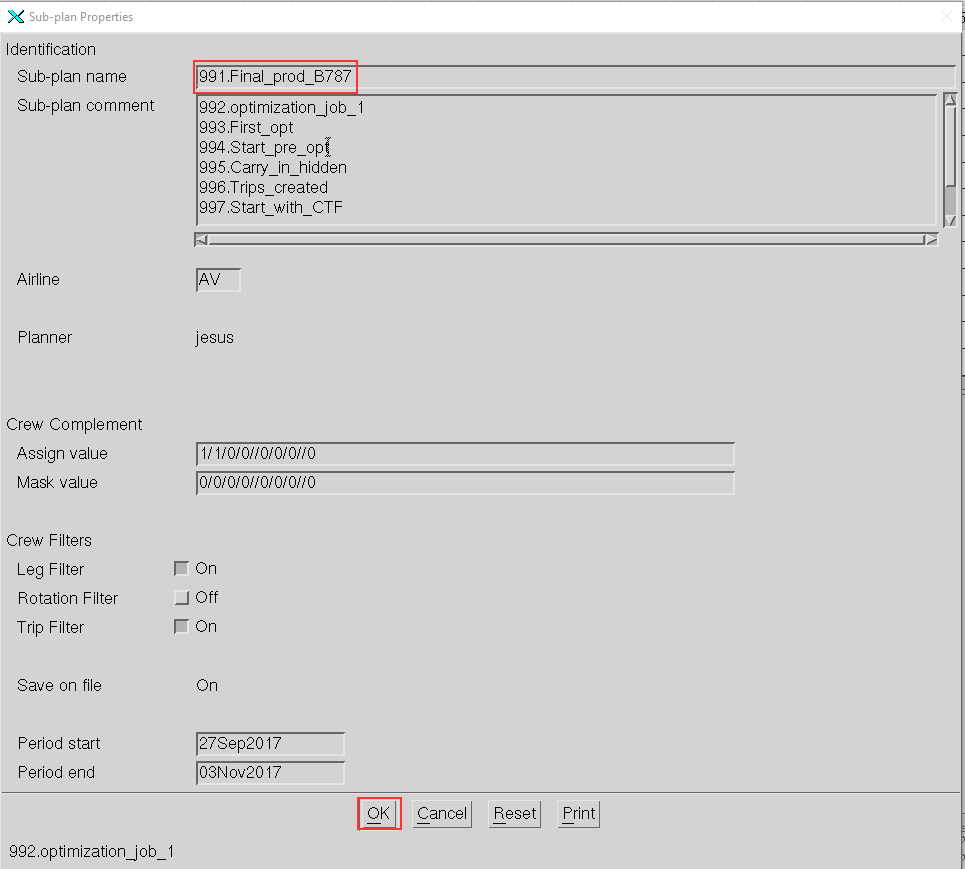 Sub-plan Properties
Identification
Sub-plan name 991.Final_prod_B787
Sub-plan comment 992.optimization_job_1
993.First_opt
994.Start_pre_opt
995.Carry_in_hidden
996.Trips_created
997.Start_with_CTF
Airline AV
Planner jesus
Crew Complement
Assign value 1/1/0/0//0/0/0//0
Mask value 0/0/0/0//0/0/0//0
Crew Filters
Leg Filter On
Rotation Filter Off
Trip Filter On
Save on file On
Period start 27Sep2017
Period end 03Nov2017
OK Cancel Reset Print
992.optimization_job_1